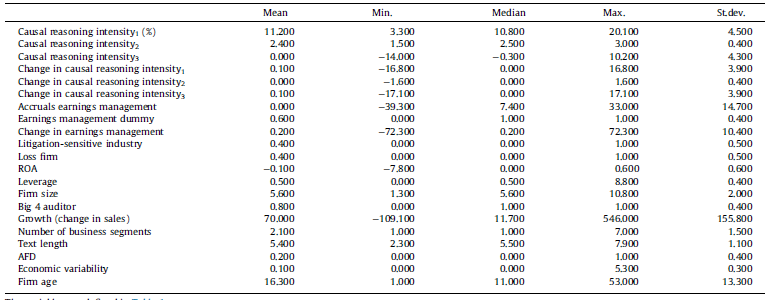 Mean Min. Median Max. St.dev.
Causal reasoning intensity₁ (%) 11.200 3.300 10.800 20.100 4.500
Causal reasoning intensity₂ 2.400 1.500 2.500 3.000 0.400
Causal reasoning intensity₃ 0.000 −14.000 −0.300 10.200 4.300
Change in causal reasoning intensity₁ 0.100 −16.800 0.000 16.800 3.900
Change in causal reasoning intensity₂ 0.000 −1.600 0.000 1.600 0.400
Change in causal reasoning intensity₃ 0.100 −17.100 0.000 17.100 3.900
Accruals earnings management 0.000 −39.300 7.400 33.000 14.700
Earnings management dummy 0.600 0.000 1.000 1.000 0.400
Change in earnings management 0.200 −72.300 0.200 72.300 10.400
Litigation-sensitive industry 0.400 0.000 0.000 1.000 0.500
Loss firm 0.400 0.000 0.000 1.000 0.500
ROA −0.100 −7.800 0.000 0.600 0.600
Leverage 0.500 0.000 0.500 8.800 0.400
Firm size 5.600 1.300 5.600 10.800 2.000
Big 4 auditor 0.800 0.000 1.000 1.000 0.400
Growth (change in sales) 70.000 −109.100 11.700 546.000 155.800
Number of business segments 2.100 1.000 1.000 7.000 1.500
Text length 5.400 2.300 5.500 7.900 1.100
AFD 0.200 0.000 0.000 1.000 0.400
Economic variability 0.100 0.000 0.000 5.300 0.300
Firm age 16.300 1.000 11.000 53.000 13.300